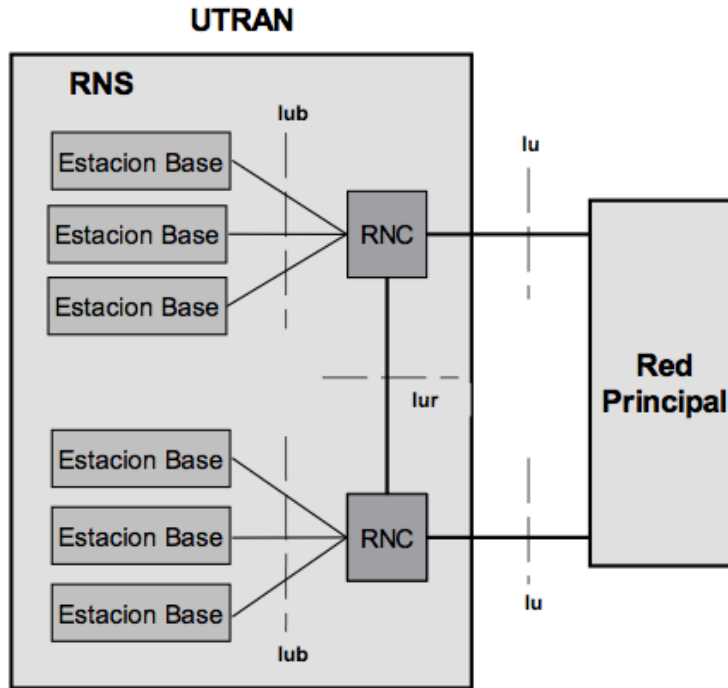 UTRAN
RNS
Iub
Estacion Base
Estacion Base
Estacion Base
RNC
Iu
Iur
Red
Principal
Estacion Base
Estacion Base
Estacion Base
RNC
Iub
Iu